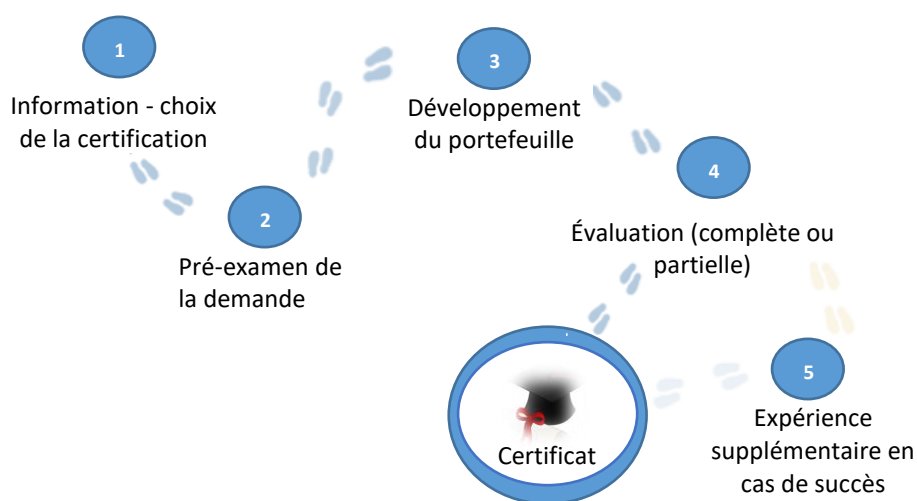 1
Information - choix
de la certification
2
Pré-examen de
la demande
3
Développement
du portefeuille
4
Évaluation (complète ou
partielle)
5
Expérience
supplémentaire en
cas de succès
Certificat